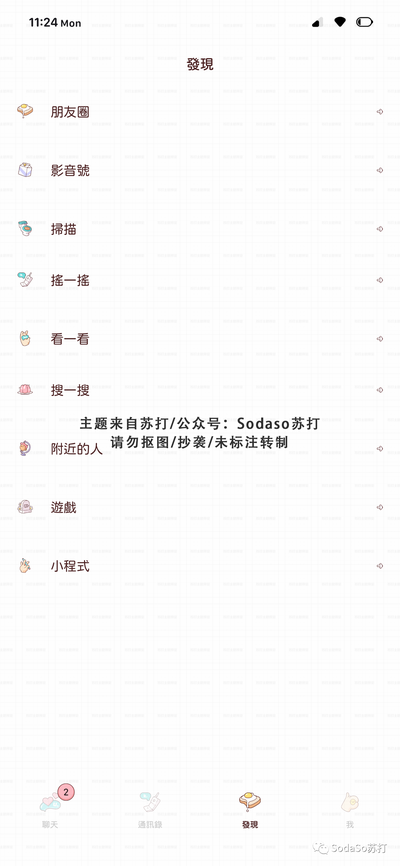 11:24 Mon
發現
朋友圈
影音號
掃描
搖一搖
看一看
搜一搜
主题来自苏打/公众号：Sodaso苏打
请勿抠图/抄袭/未标注转制
附近的人
遊戲
小程式
2
聊天
通訊錄
發現
我
SodaSo苏打